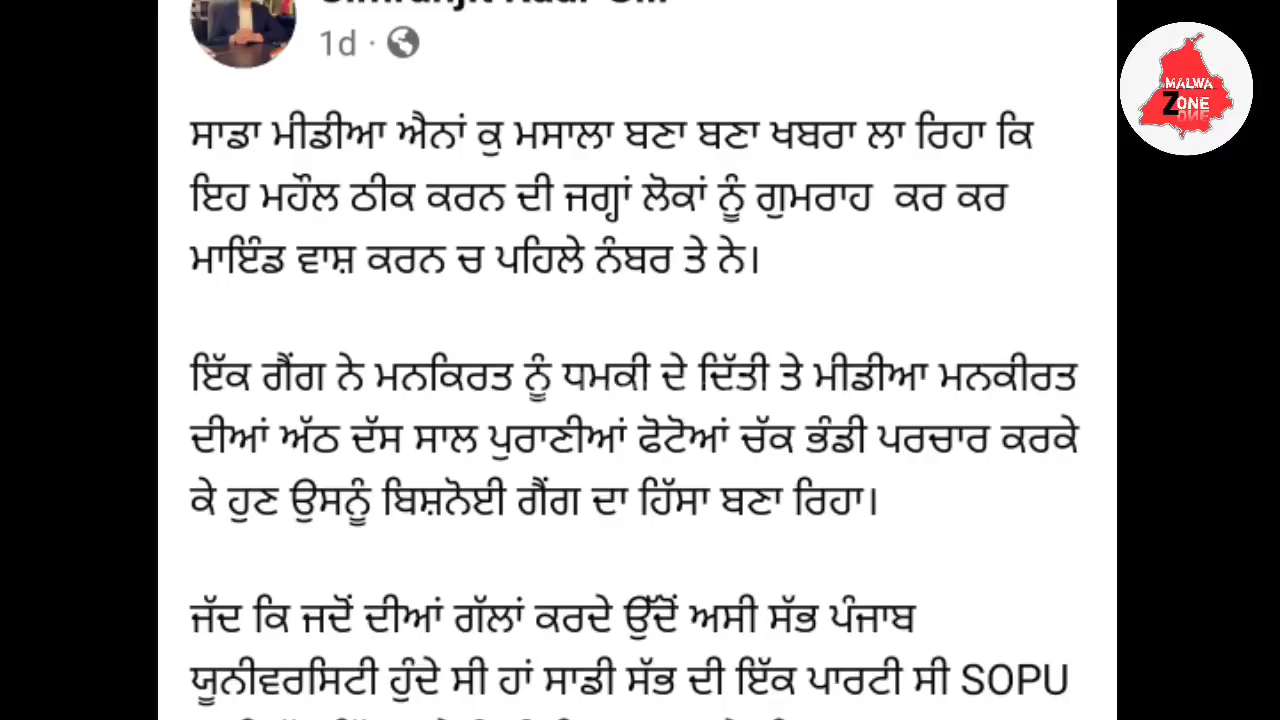 1d ·
MALWA
ZONE
ਸਾਡਾ ਮੀਡੀਆ ਐਨਾਂ ਕੁ ਮਸਾਲਾ ਬਣਾ ਬਣਾ ਖਬਰਾ ਲਾ ਰਿਹਾ ਕਿ
ਇਹ ਮਹੌਲ ਠੀਕ ਕਰਨ ਦੀ ਜਗ੍ਹਾਂ ਲੋਕਾਂ ਨੂੰ ਗੁਮਰਾਹ ਕਰ ਕਰ
ਮਾਇੰਡ ਵਾਸ਼ ਕਰਨ ਚ ਪਹਿਲੇ ਨੰਬਰ ਤੇ ਨੇ।
ਇੱਕ ਗੈਂਗ ਨੇ ਮਨਕਿਰਤ ਨੂੰ ਧਮਕੀ ਦੇ ਦਿੱਤੀ ਤੇ ਮੀਡੀਆ ਮਨਕੀਰਤ
ਦੀਆਂ ਅੱਠ ਦੱਸ ਸਾਲ ਪੁਰਾਣੀਆਂ ਫੋਟੋਆਂ ਚੱਕ ਭੰਡੀ ਪਰਚਾਰ ਕਰਕੇ
ਕੇ ਹੁਣ ਉਸਨੂੰ ਬਿਸ਼ਨੋਈ ਗੈਂਗ ਦਾ ਹਿੱਸਾ ਬਣਾ ਰਿਹਾ।
ਜੱਦ ਕਿ ਜਦੋਂ ਦੀਆਂ ਗੱਲਾਂ ਕਰਦੇ ਉੱਦੋਂ ਅਸੀ ਸੱਭ ਪੰਜਾਬ
ਯੂਨੀਵਰਸਿਟੀ ਹੁੰਦੇ ਸੀ ਹਾਂ ਸਾਡੀ ਸੱਭ ਦੀ ਇੱਕ ਪਾਰਟੀ ਸੀ SOPU